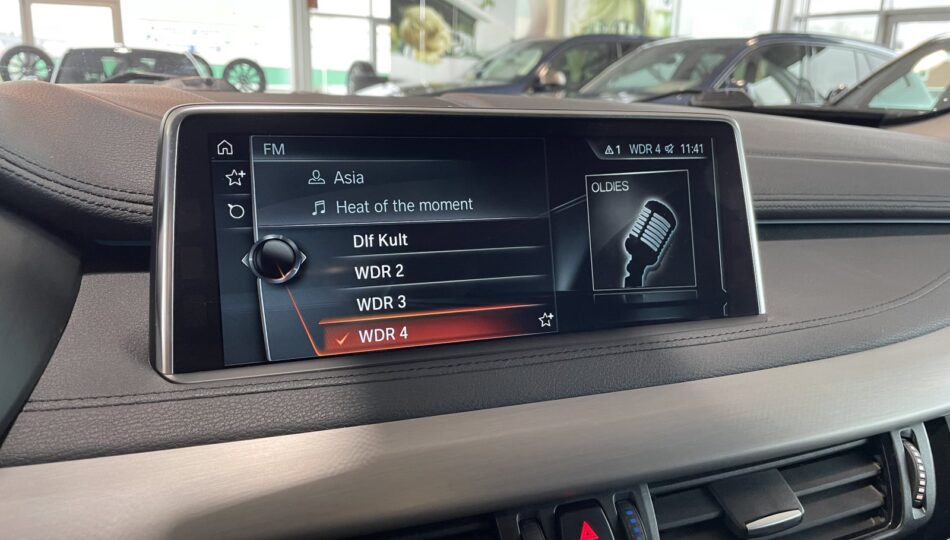 FM
1 WDR 4 11:41
Asia
Heat of the moment
OLDIES
Dlf Kult
WDR 2
WDR 3
WDR 4